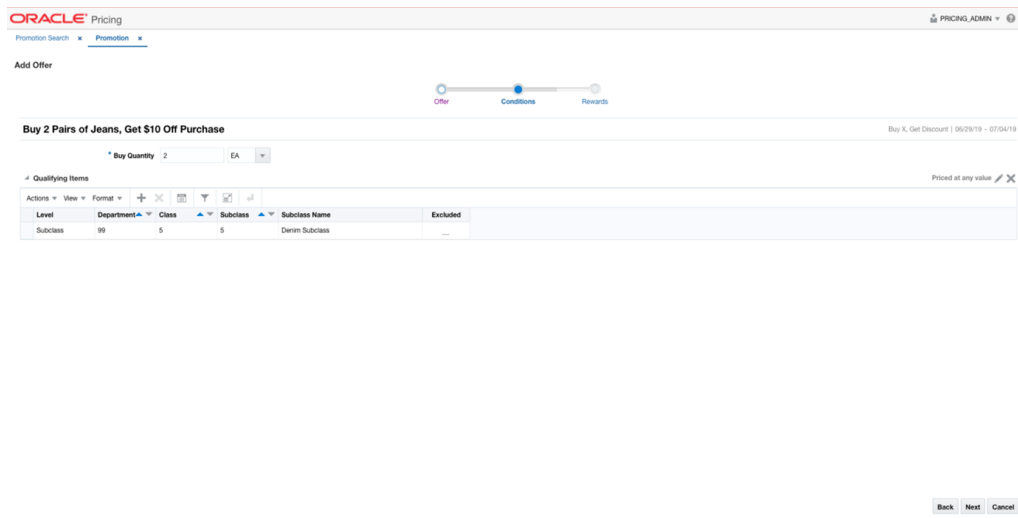 ORACLE Pricing PRICING_ADMIN
Promotion Search Promotion
Add Offer
Offer Conditions Rewards
Buy 2 Pairs of Jeans, Get $10 Off Purchase Buy X, Get Discount | 06/29/19 - 07/04/19
* Buy Quantity 2 EA
Qualifying Items Priced at any value
Actions View Format
Level Department Class Subclass Subclass Name Excluded
Subclass 99 5 5 Denim Subclass __
Back Next Cancel